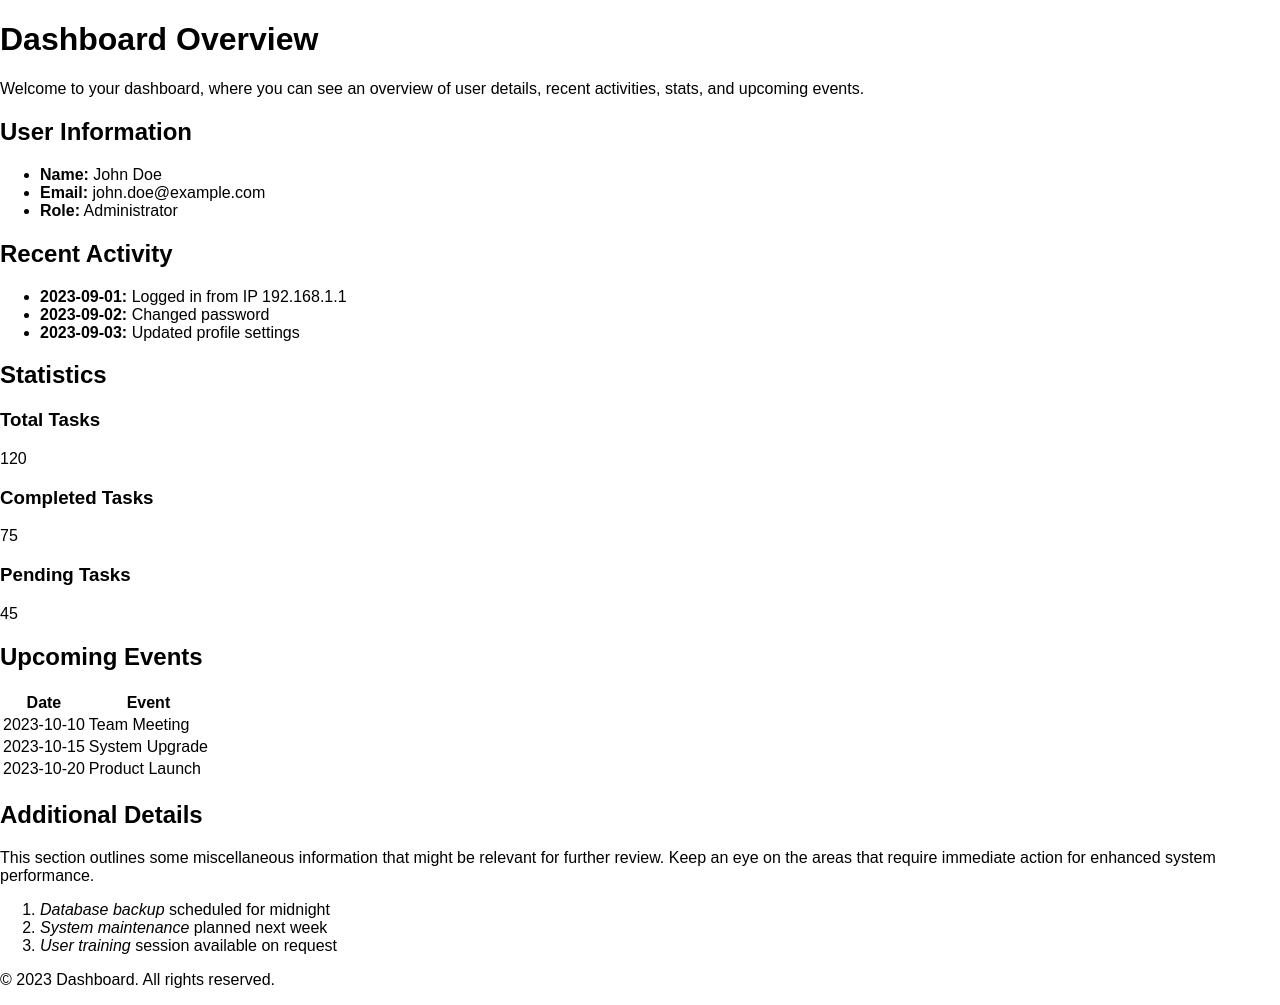 Dashboard Overview
Welcome to your dashboard, where you can see an overview of user details, recent activities, stats, and upcoming events.
User Information
• Name: John Doe
• Email: john.doe@example.com
• Role: Administrator
Recent Activity
• 2023-09-01: Logged in from IP 192.168.1.1
• 2023-09-02: Changed password
• 2023-09-03: Updated profile settings
Statistics
Total Tasks
120
Completed Tasks
75
Pending Tasks
45
Upcoming Events
Date Event
2023-10-10 Team Meeting
2023-10-15 System Upgrade
2023-10-20 Product Launch
Additional Details
This section outlines some miscellaneous information that might be relevant for further review. Keep an eye on the areas that require immediate action for enhanced system
performance.
1. Database backup scheduled for midnight
2. System maintenance planned next week
3. User training session available on request
© 2023 Dashboard. All rights reserved.